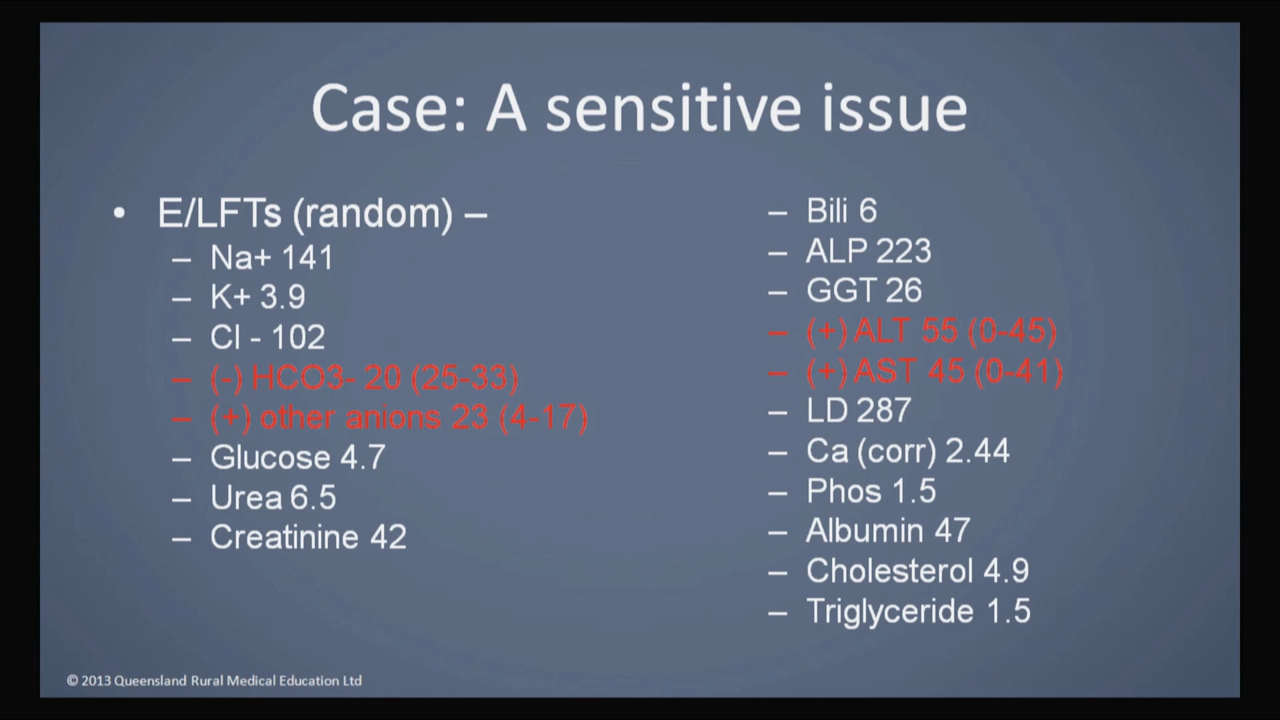 Case: A sensitive issue
• E/LFTs (random) –
– Na+ 141
– K+ 3.9
– Cl - 102
– (-) HCO3- 20 (25-33)
– (+) other anions 23 (4-17)
– Glucose 4.7
– Urea 6.5
– Creatinine 42
– Bili 6
– ALP 223
– GGT 26
– (+) ALT 55 (0-45)
– (+) AST 45 (0-41)
– LD 287
– Ca (corr) 2.44
– Phos 1.5
– Albumin 47
– Cholesterol 4.9
– Triglyceride 1.5
© 2013 Queensland Rural Medical Education Ltd